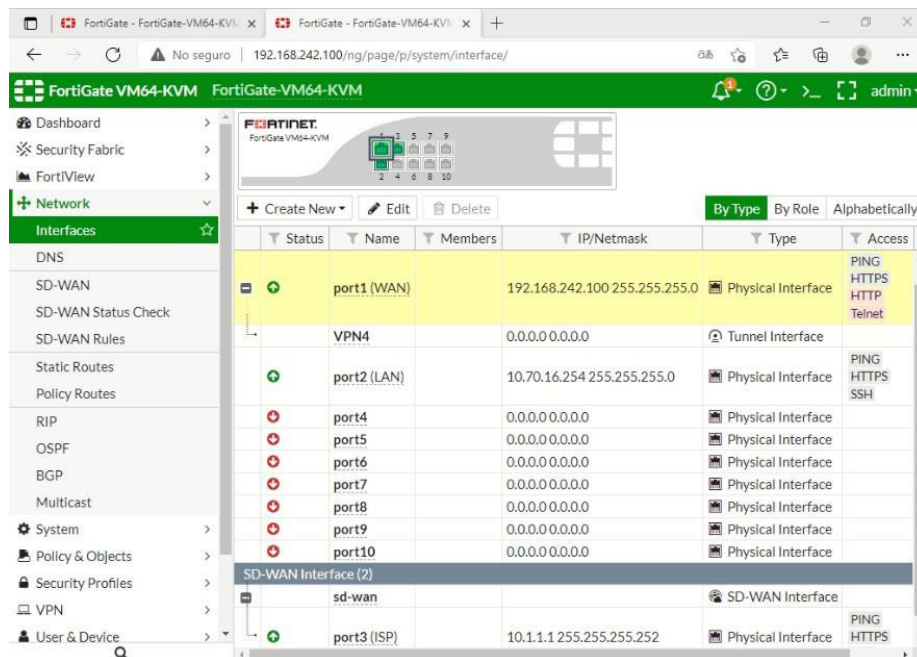 FortiGate - FortiGate-VM64-KVM
FortiGate - FortiGate-VM64-KVM
No seguro 192.168.242.100/ng/page/p/system/interface/
FortiGate VM64-KVM FortiGate-VM64-KVM
1 admin
Dashboard
Security Fabric
FortiView
Network
Interfaces
DNS
SD-WAN
SD-WAN Status Check
SD-WAN Rules
Static Routes
Policy Routes
RIP
OSPF
BGP
Multicast
System
Policy & Objects
Security Profiles
VPN
User & Device
FORTINET.
FortiGate VM64-KVM
1 3 5 7 9
2 4 6 8 10
Create New Edit Delete By Type By Role Alphabetically
Status Name Members IP/Netmask Type Access
port1 (WAN) 192.168.242.100 255.255.255.0 Physical Interface PING
HTTPS
HTTP
Telnet
VPN4 0.0.0.0 0.0.0.0 Tunnel Interface
port2 (LAN) 10.70.16.254 255.255.255.0 Physical Interface PING
HTTPS
SSH
port4 0.0.0.0 0.0.0.0 Physical Interface
port5 0.0.0.0 0.0.0.0 Physical Interface
port6 0.0.0.0 0.0.0.0 Physical Interface
port7 0.0.0.0 0.0.0.0 Physical Interface
port8 0.0.0.0 0.0.0.0 Physical Interface
port9 0.0.0.0 0.0.0.0 Physical Interface
port10 0.0.0.0 0.0.0.0 Physical Interface
SD-WAN Interface (2)
sd-wan SD-WAN Interface
port3 (ISP) 10.1.1.1 255.255.255.252 Physical Interface PING
HTTPS